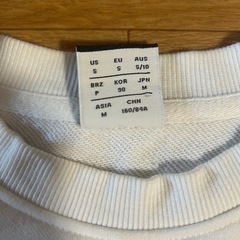 US EU AUS
S S S/10
BRZ KOR JPN
P 90 M
ASIA CHN
M 160/84A